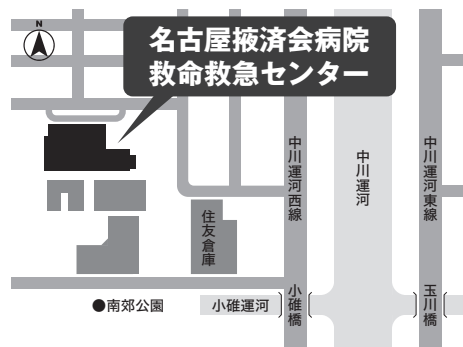 N
名古屋掖済会病院
救命救急センター
中川運河西線
中川運河
中川運河東線
住友倉庫
●南郊公園
小碓運河
小碓橋
玉川橋